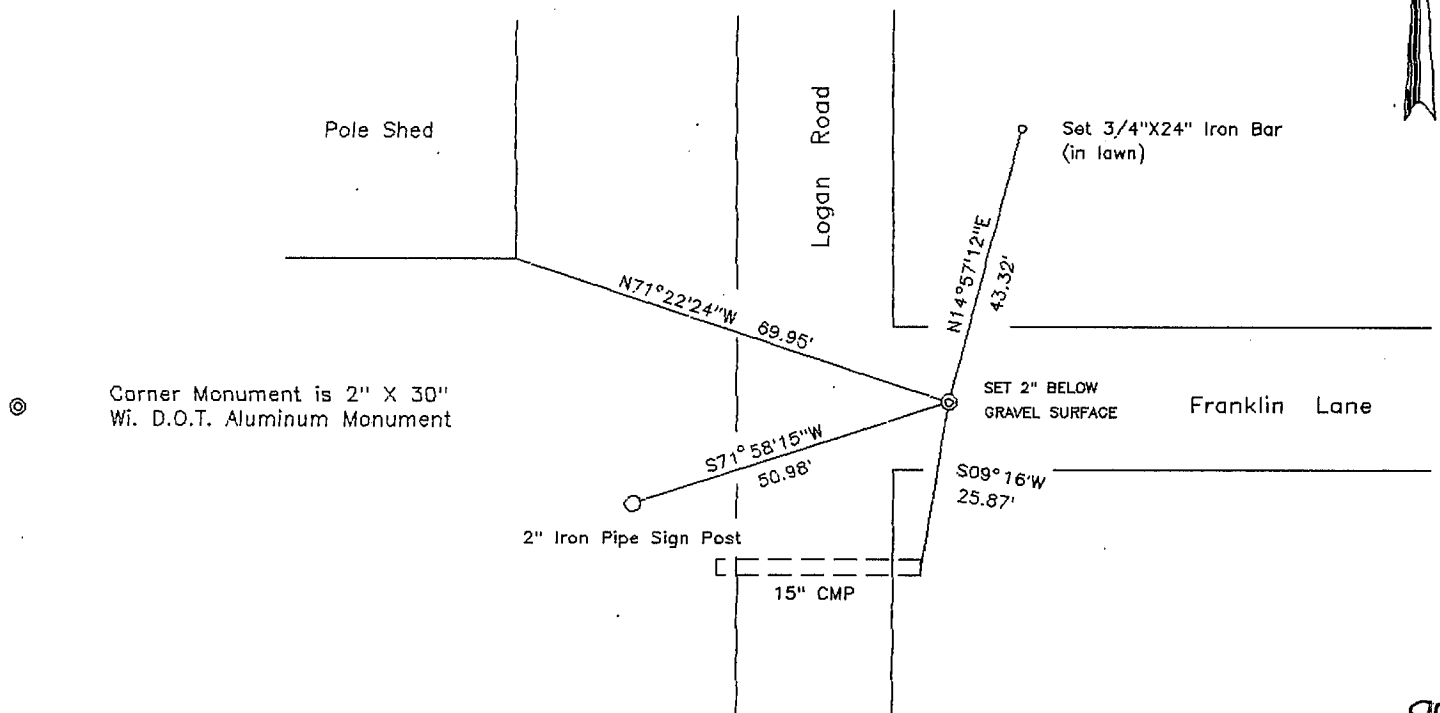 Pole Shed
Logan Road
Set 3/4"X24" Iron Bar
(in lawn)
N71°22'24"W 69.95'
N14°57'12"E
43.32'
Corner Monument is 2" X 30"
Wi. D.O.T. Aluminum Monument
SET 2" BELOW
GRAVEL SURFACE
Franklin Lane
S71°58'15"W
50.98'
S09°16'W
25.87'
2" Iron Pipe Sign Post
15" CMP